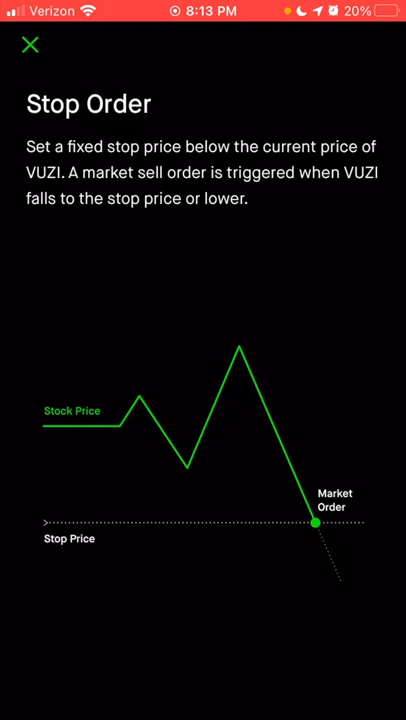 Verizon 8:13 PM 20%
Stop Order
Set a fixed stop price below the current price of
VUZI. A market sell order is triggered when VUZI
falls to the stop price or lower.
Stock Price
Market
Order
Stop Price